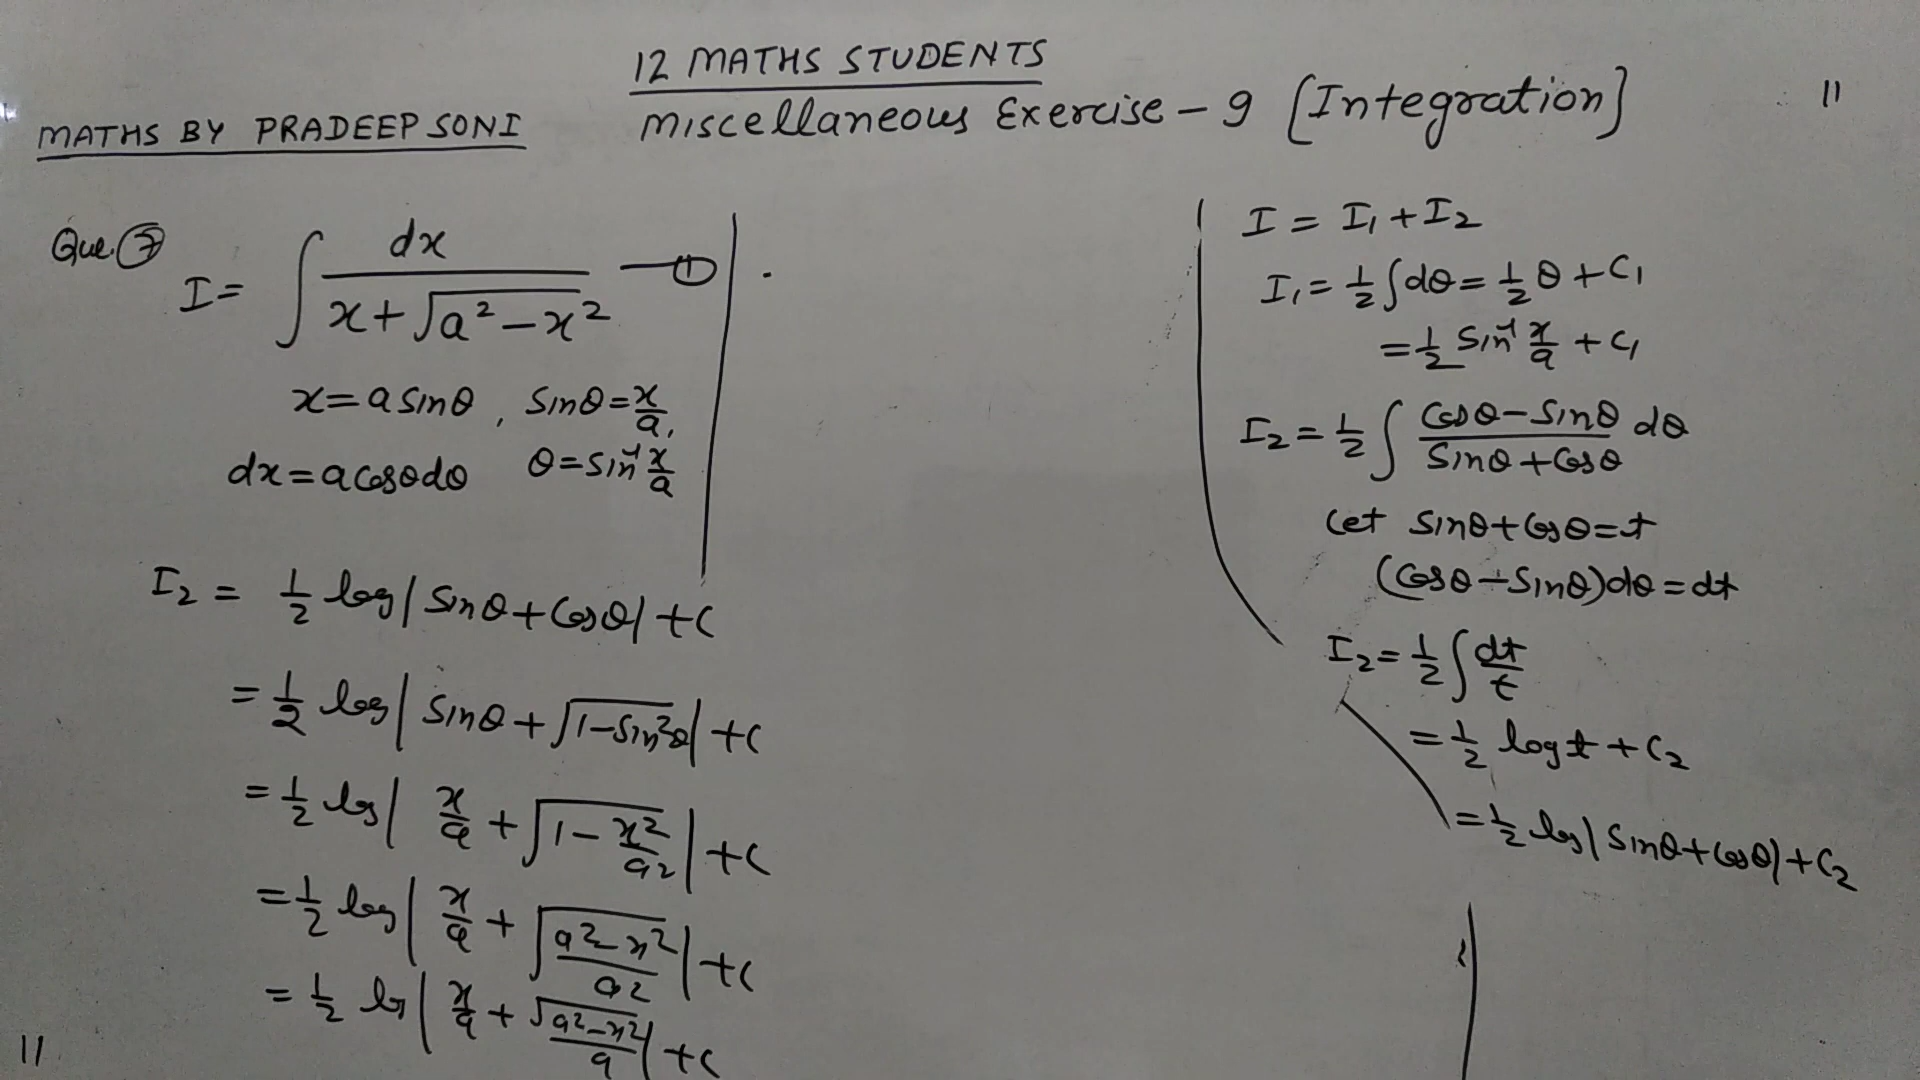 12 MATHS STUDENTS
MATHS BY PRADEEP SONI
Miscellaneous Exercise - 9 [Integration]
11
Que. ⑦
I = ∫ dx / (x + √(a² - x²)) — ①
x = a sinθ , sinθ = x/a,
dx = a cosθ dθ θ = sin⁻¹ x/a
I₂ = 1/2 log | sinθ + cosθ | + C
= 1/2 log | sinθ + √(1 - sin²θ) | + C
= 1/2 log | x/a + √(1 - x²/a²) | + C
= 1/2 log | x/a + √((a² - x²)/a²) | + C
= 1/2 log | x/a + √(a² - x²)/a | + C
11
I = I₁ + I₂
I₁ = 1/2 ∫ dθ = 1/2 θ + C₁
= 1/2 sin⁻¹ x/a + C₁
I₂ = 1/2 ∫ (cosθ - sinθ)/(sinθ + cosθ) dθ
Let sinθ + cosθ = t
(cosθ - sinθ) dθ = dt
I₂ = 1/2 ∫ dt/t
= 1/2 log t + C₂
= 1/2 log | sinθ + cosθ | + C₂